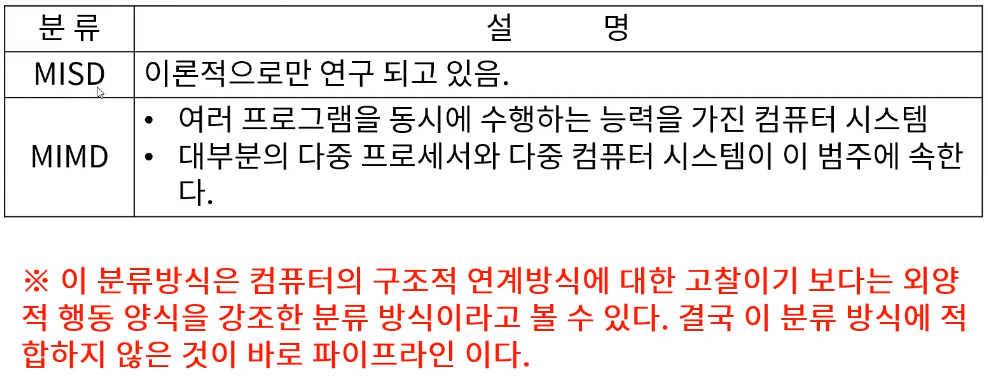 분 류 설 명
MISD 이론적으로만 연구 되고 있음.
MIMD
• 여러 프로그램을 동시에 수행하는 능력을 가진 컴퓨터 시스템
• 대부분의 다중 프로세서와 다중 컴퓨터 시스템이 이 범주에 속한
다.
※ 이 분류방식은 컴퓨터의 구조적 연계방식에 대한 고찰이기 보다는 외양
적 행동 양식을 강조한 분류 방식이라고 볼 수 있다. 결국 이 분류 방식에 적
합하지 않은 것이 바로 파이프라인 이다.